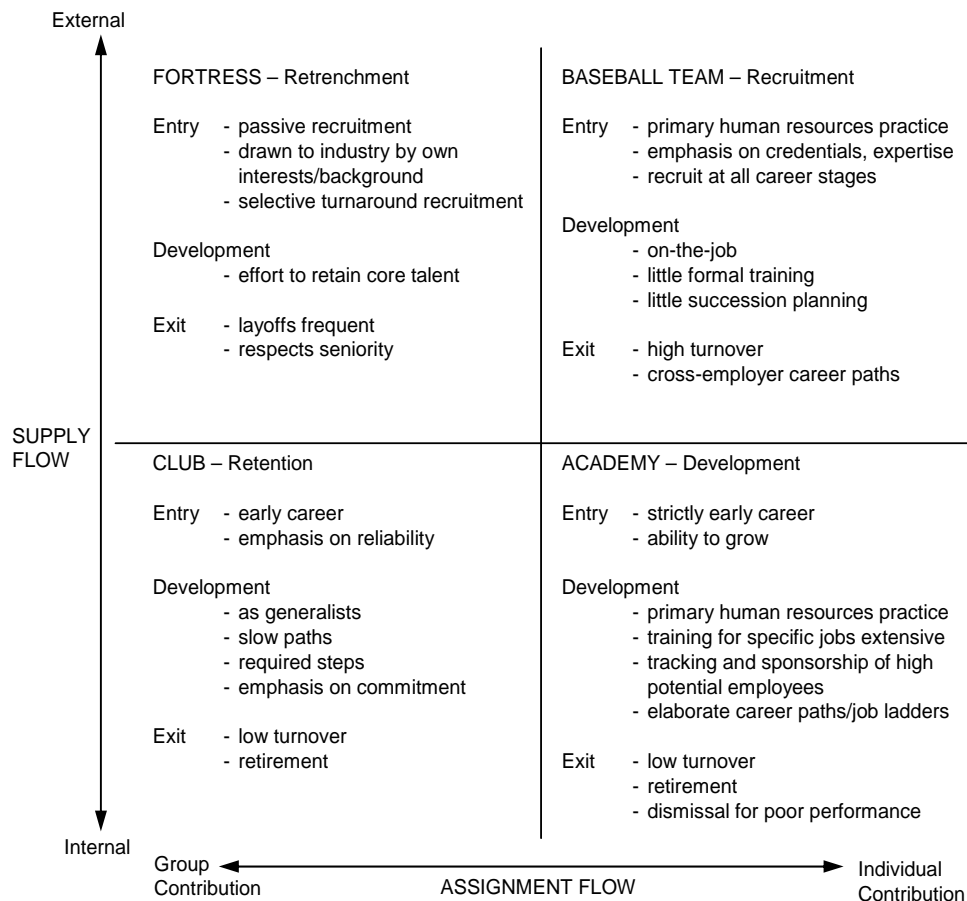 External
FORTRESS – Retrenchment
Entry - passive recruitment
- drawn to industry by own
interests/background
- selective turnaround recruitment
Development
- effort to retain core talent
Exit - layoffs frequent
- respects seniority
BASEBALL TEAM – Recruitment
Entry - primary human resources practice
- emphasis on credentials, expertise
- recruit at all career stages
Development
- on-the-job
- little formal training
- little succession planning
Exit - high turnover
- cross-employer career paths
SUPPLY
FLOW
CLUB – Retention
Entry - early career
- emphasis on reliability
Development
- as generalists
- slow paths
- required steps
- emphasis on commitment
Exit - low turnover
- retirement
ACADEMY – Development
Entry - strictly early career
- ability to grow
Development
- primary human resources practice
- training for specific jobs extensive
- tracking and sponsorship of high
potential employees
- elaborate career paths/job ladders
Exit - low turnover
- retirement
- dismissal for poor performance
Internal
Group
Contribution
ASSIGNMENT FLOW
Individual
Contribution